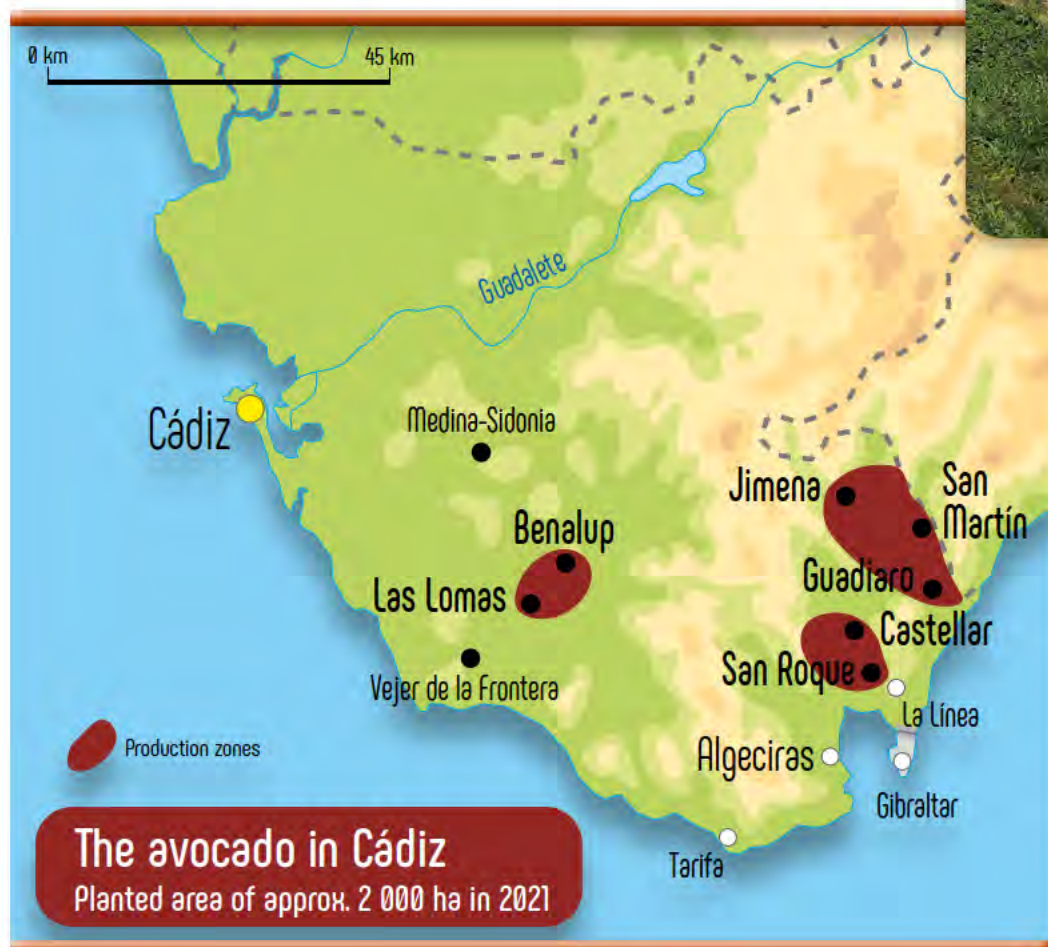 0 km
45 km
Guadalete
Cádiz
Medina-Sidonia
Jimena
San
Martín
Benalup
Guadiaro
Las Lomas
Castellar
San Roque
Vejer de la Frontera
La Línea
Production zones
Algeciras
Gibraltar
The avocado in Cádiz
Tarifa
Planted area of approx. 2 000 ha in 2021